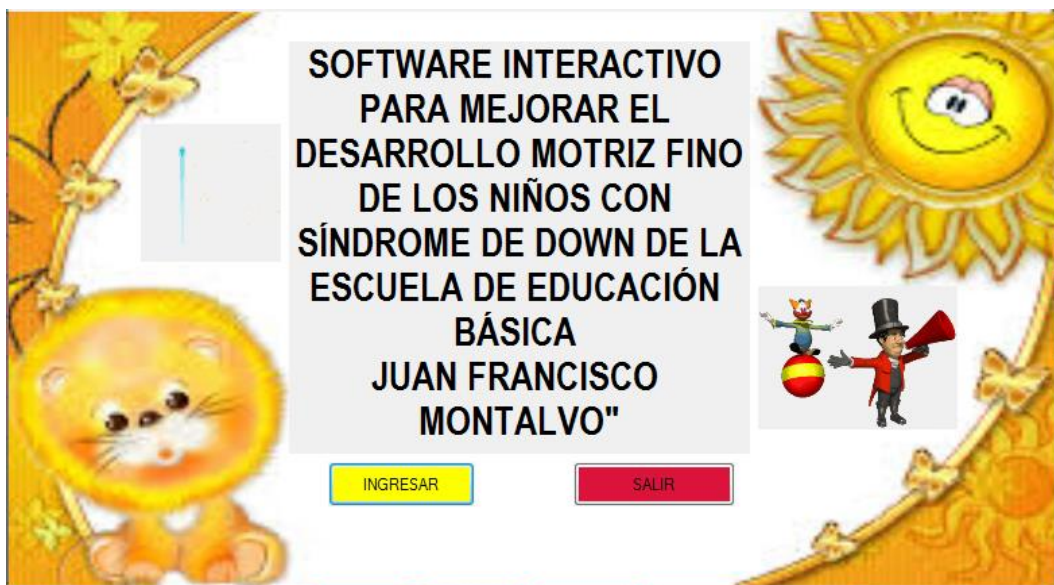 SOFTWARE INTERACTIVO
PARA MEJORAR EL
DESARROLLO MOTRIZ FINO
DE LOS NIÑOS CON
SÍNDROME DE DOWN DE LA
ESCUELA DE EDUCACIÓN
BÁSICA
JUAN FRANCISCO
MONTALVO"
INGRESAR
SALIR